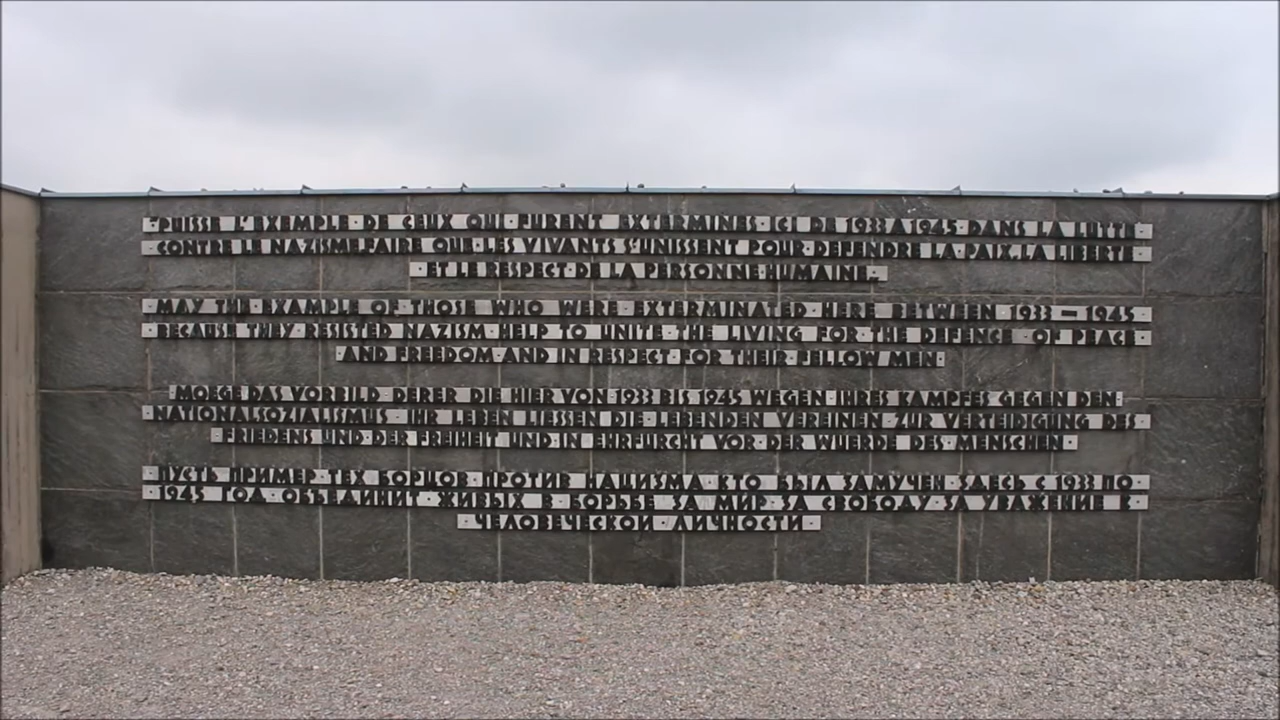 "PUISSE L'EXEMPLE DE CEUX QUI FURENT EXTERMINES ICI DE 1933 A 1945 DANS LA LUTTE
CONTRE LE NAZISME FAIRE QUE LES VIVANTS S'UNISSENT POUR DEFENDRE LA PAIX, LA LIBERTE
ET LE RESPECT DE LA PERSONNE HUMAINE„
MAY THE EXAMPLE OF THOSE WHO WERE EXTERMINATED HERE BETWEEN 1933 – 1945
BECAUSE THEY RESISTED NAZISM HELP TO UNITE THE LIVING FOR THE DEFENCE OF PEACE
AND FREEDOM AND IN RESPECT FOR THEIR FELLOW MEN
MOEGE DAS VORBILD DERER DIE HIER VON 1933 BIS 1945 WEGEN IHRES KAMPFES GEGEN DEN
NATIONALSOZIALISMUS IHR LEBEN LIESSEN DIE LEBENDEN VEREINEN ZUR VERTEIDIGUNG DES
FRIEDENS UND DER FREIHEIT UND IN EHRFURCHT VOR DER WUERDE DES MENSCHEN
ПУСТЬ ПРИМЕР ТЕХ БОРЦОВ ПРОТИВ НАЦИЗМА КТО БЫЛ ЗАМУЧЕН ЗДЕСЬ С 1933 ПО
1945 ГОД ОБЪЕДИНИТ ЖИВЫХ В БОРЬБЕ ЗА МИР ЗА СВОБОДУ ЗА УВАЖЕНИЕ К
ЧЕЛОВЕЧЕСКОЙ ЛИЧНОСТИ